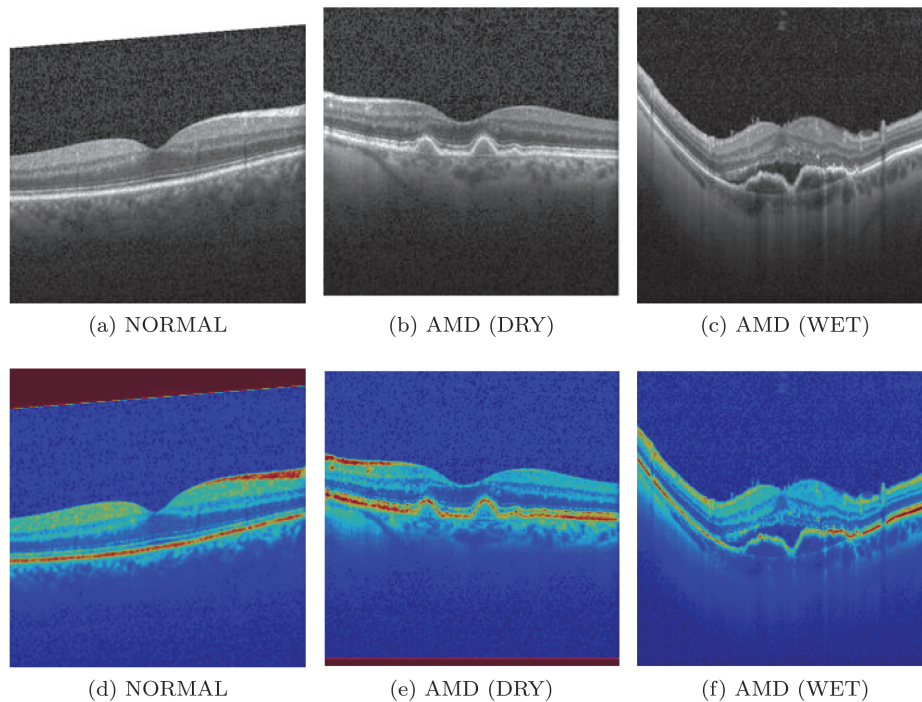 (a) NORMAL
(b) AMD (DRY)
(c) AMD (WET)
(d) NORMAL
(e) AMD (DRY)
(f) AMD (WET)